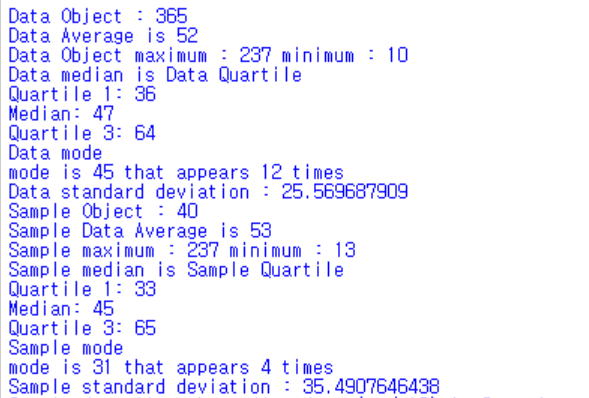 Data Object : 365
Data Average is 52
Data Object maximum : 237 minimum : 10
Data median is Data Quartile
Quartile 1: 36
Median: 47
Quartile 3: 64
Data mode
mode is 45 that appears 12 times
Data standard deviation : 25.569687909
Sample Object : 40
Sample Data Average is 53
Sample maximum : 237 minimum : 13
Sample median is Sample Quartile
Quartile 1: 33
Median: 45
Quartile 3: 65
Sample mode
mode is 31 that appears 4 times
Sample standard deviation : 35.4907646438